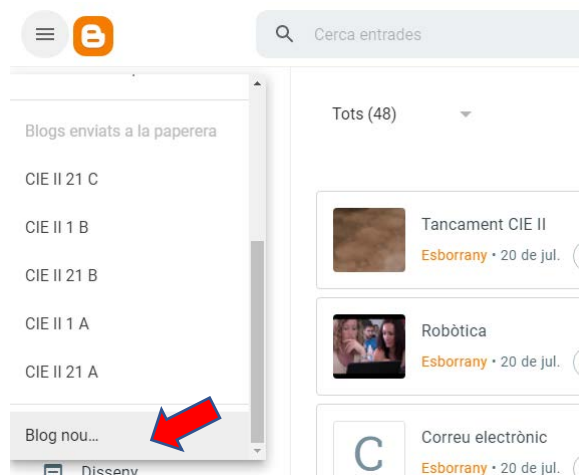 Cerca entrades
Blogs enviats a la paperera
CIE II 21 C
CIE II 1 B
CIE II 21 B
CIE II 1 A
CIE II 21 A
Blog nou...
Disseny
Tots (48)
Tancament CIE II
Esborrany • 20 de jul.
Robòtica
Esborrany • 20 de jul.
C
Correu electrònic
Esborrany • 20 de jul.